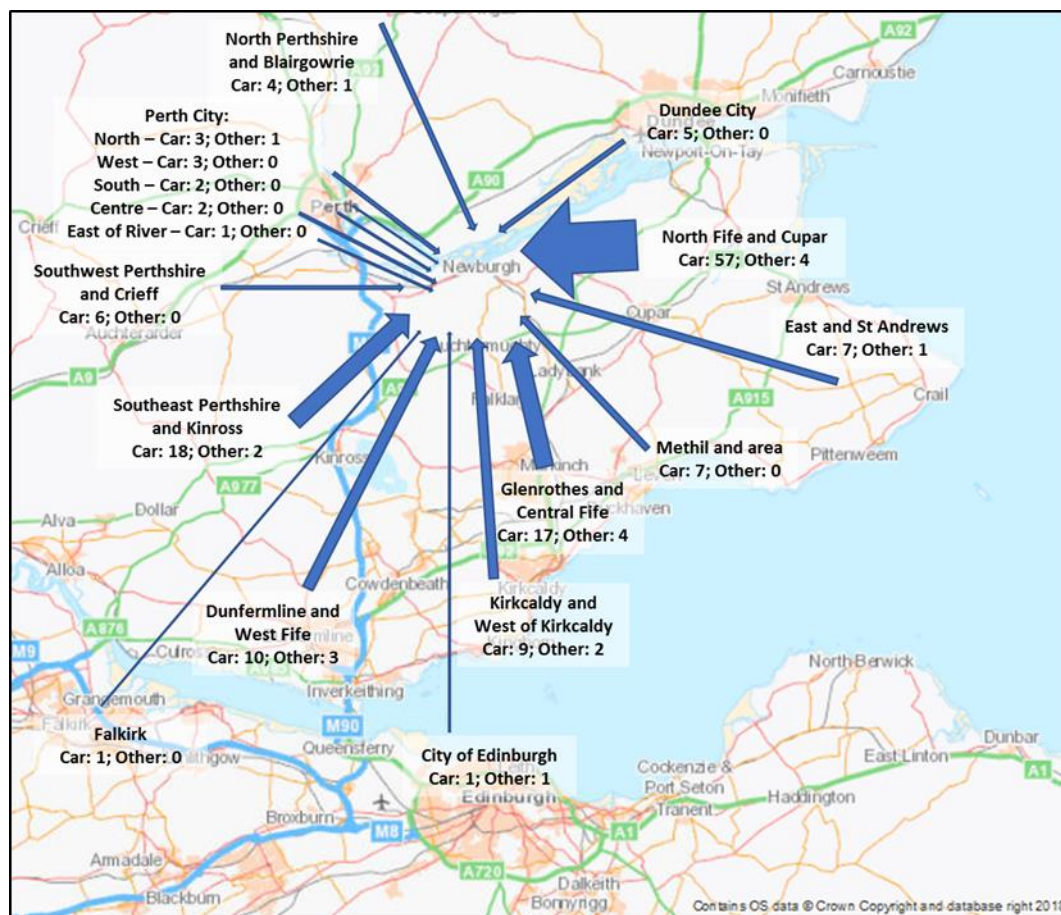 A92
Carnoustie
Monifieth
North Perthshire
and Blairgowrie
Car: 4; Other: 1
Dundee City
Dundee
Car: 5; Other: 0
Newport-On-Tay
Perth City:
North – Car: 3; Other: 1
West – Car: 3; Other: 0
South – Car: 2; Other: 0
Centre – Car: 2; Other: 0
East of River – Car: 1; Other: 0
A90
Perth
Crieff
Newburgh
North Fife and Cupar
Car: 57; Other: 4
Southwest Perthshire
and Crieff
Car: 6; Other: 0
Auchterarder
St Andrews
Cupar
East and St Andrews
Car: 7; Other: 1
A9
Crail
A915
Southeast Perthshire
and Kinross
Car: 18; Other: 2
Kinross
Methil and area
Car: 7; Other: 0
Pittenweem
A977
Dollar
Glenrothes and
Central Fife
Car: 17; Other: 4
Alva
Alloa
Cowdenbeath
Kirkcaldy
Kirkcaldy and
West of Kirkcaldy
Car: 9; Other: 2
Dunfermline and
West Fife
Car: 10; Other: 3
A876
M9
Inverkeithing
North Berwick
Grangemouth
Falkirk
Falkirk
Car: 1; Other: 0
M90
Queensferry
City of Edinburgh
Car: 1; Other: 1
Edinburgh
Cockenzie &
Port Seton
Tranent
East Linton
Dunbar
A1
Haddington
Broxburn
M8
A1
Armadale
Blackburn
A720
Dalkeith
Bonnyrigg
Contains OS data © Crown Copyright and database right 201